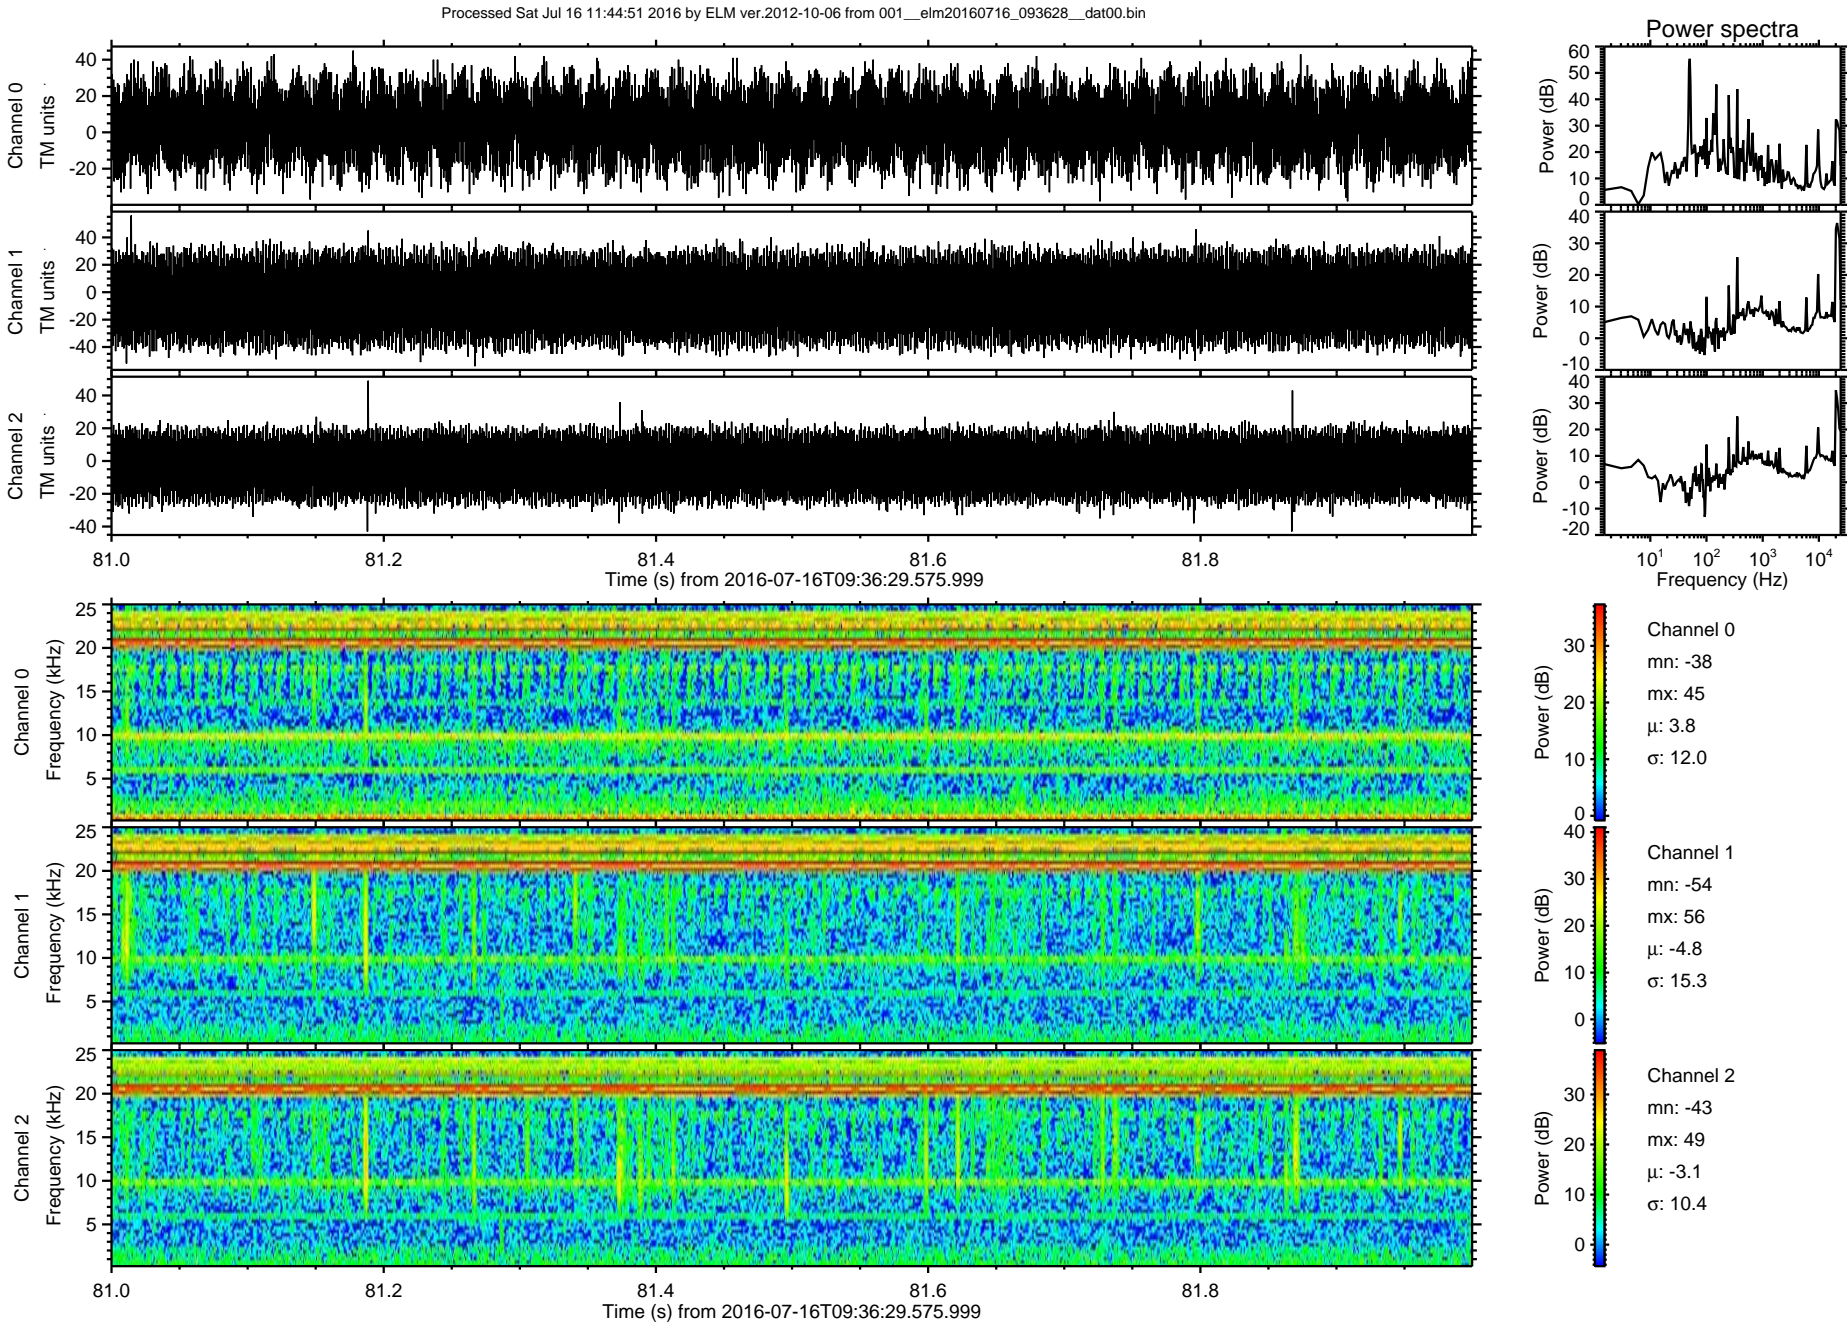 Processed Sat Jul 16 11:44:51 2016 by ELM ver.2012-10-06 from 001__elm20160716_093628__dat00.bin
Power spectra
Channel 0
TM units
40
20
0
-20
Power (dB)
60
50
40
30
20
10
0
Channel 1
TM units
40
20
0
-20
-40
Power (dB)
40
30
20
10
0
-10
Channel 2
TM units
40
20
0
-20
-40
Power (dB)
40
30
20
10
0
-10
-20
81.0 81.2 81.4 81.6 81.8
Time (s) from 2016-07-16T09:36:29.575.999
10^1 10^2 10^3 10^4
Frequency (Hz)
Channel 0
Frequency (kHz)
25
20
15
10
5
Power (dB)
30
20
10
0
Channel 0
mn: -38
mx: 45
μ: 3.8
σ: 12.0
Channel 1
Frequency (kHz)
25
20
15
10
5
Power (dB)
40
30
20
10
0
Channel 1
mn: -54
mx: 56
μ: -4.8
σ: 15.3
Channel 2
Frequency (kHz)
25
20
15
10
5
Power (dB)
30
20
10
0
Channel 2
mn: -43
mx: 49
μ: -3.1
σ: 10.4
81.0 81.2 81.4 81.6 81.8
Time (s) from 2016-07-16T09:36:29.575.999